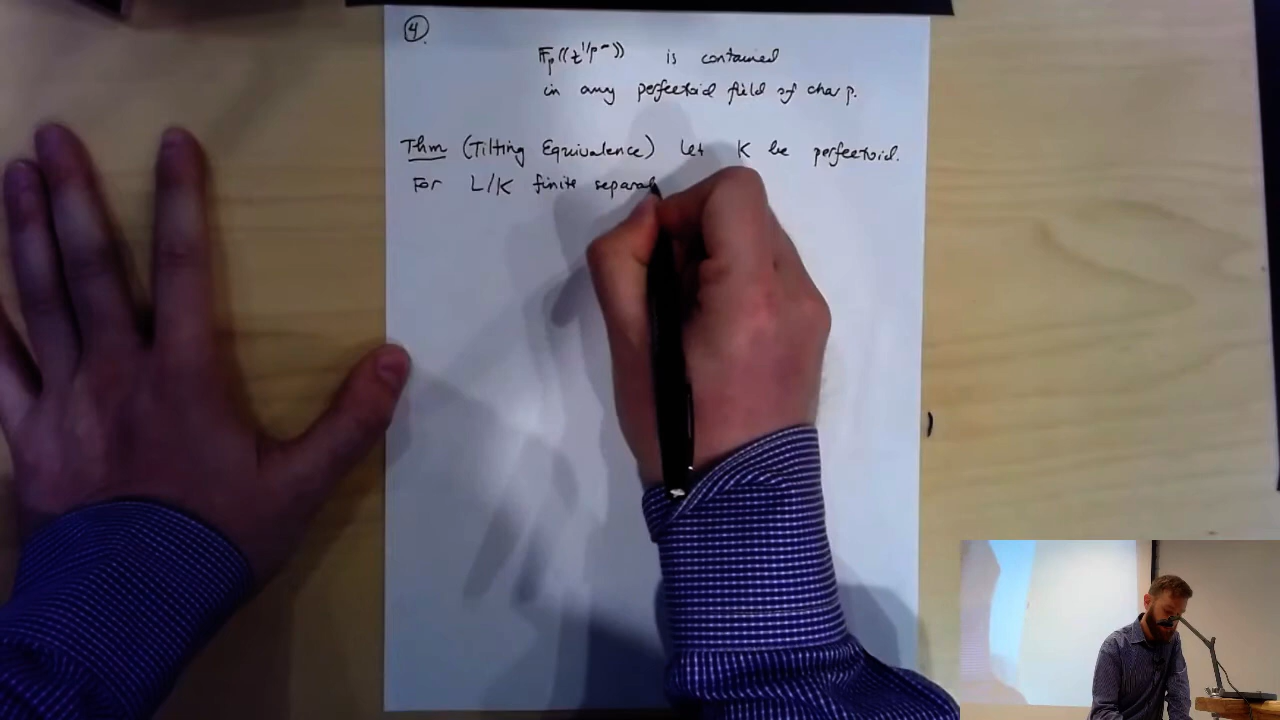 ④.
𝔽p((t^1/p^∞)) is contained
in any perfectoid field of char p.
Thm (Tilting Equivalence) Let K be perfectoid.
For L/K finite separab